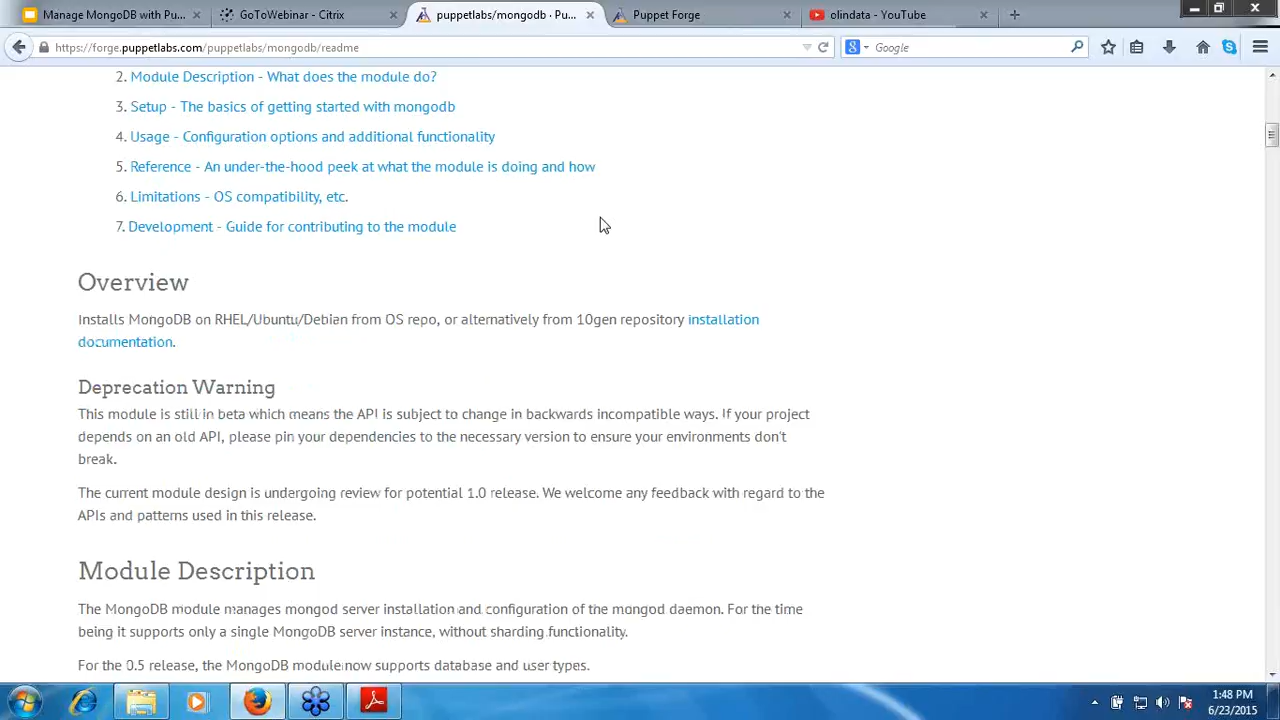 Manage MongoDB with Pu...
GoToWebinar - Citrix
puppetlabs/mongodb · Pu...
Puppet Forge
olindata - YouTube
https://forge.puppetlabs.com/puppetlabs/mongodb/readme
Google
2. Module Description - What does the module do?
3. Setup - The basics of getting started with mongodb
4. Usage - Configuration options and additional functionality
5. Reference - An under-the-hood peek at what the module is doing and how
6. Limitations - OS compatibility, etc.
7. Development - Guide for contributing to the module
Overview
Installs MongoDB on RHEL/Ubuntu/Debian from OS repo, or alternatively from 10gen repository installation
documentation.
Deprecation Warning
This module is still in beta which means the API is subject to change in backwards incompatible ways. If your project
depends on an old API, please pin your dependencies to the necessary version to ensure your environments don't
break.
The current module design is undergoing review for potential 1.0 release. We welcome any feedback with regard to the
APIs and patterns used in this release.
Module Description
The MongoDB module manages mongod server installation and configuration of the mongod daemon. For the time
being it supports only a single MongoDB server instance, without sharding functionality.
For the 0.5 release, the MongoDB module now supports database and user types.
1:48 PM
6/23/2015